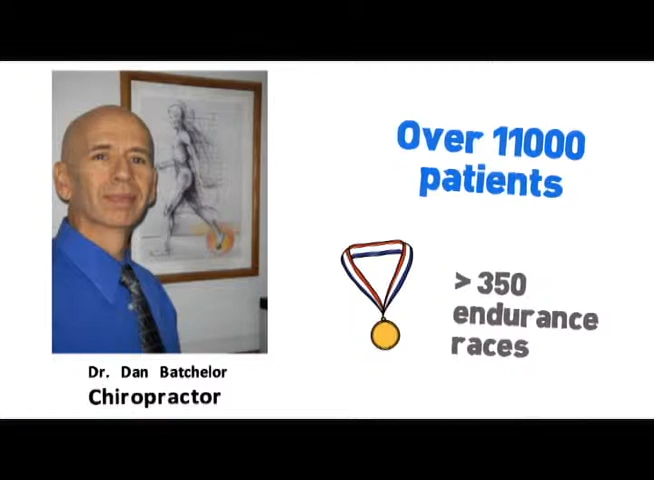 Over 11000
patients
> 350
endurance
races
Dr. Dan Batchelor
Chiropractor